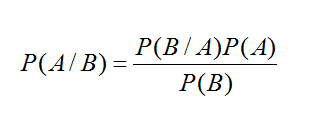 P(A/B) = P(B/A)P(A) / P(B)